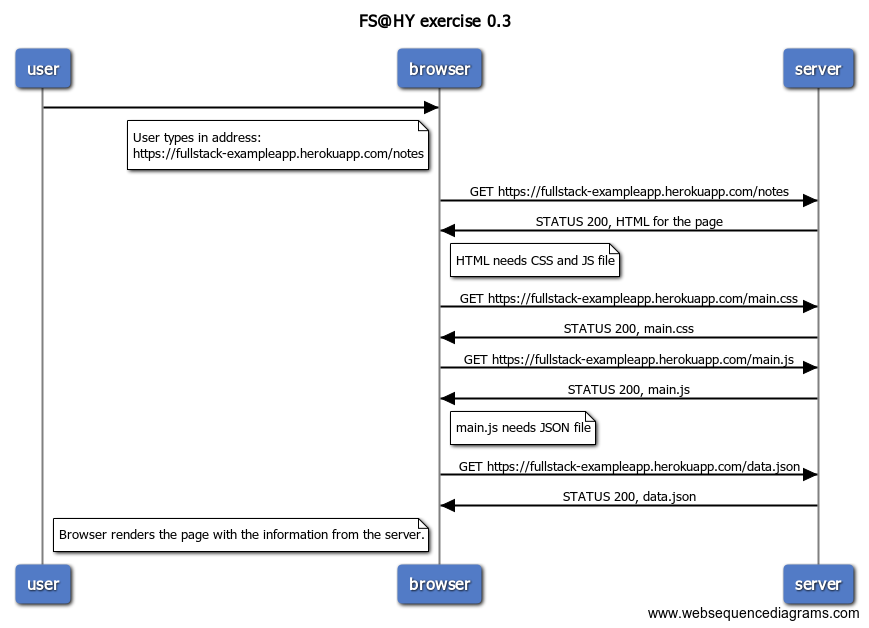 FS@HY exercise 0.3
user
browser
server
User types in address:
https://fullstack-exampleapp.herokuapp.com/notes
GET https://fullstack-exampleapp.herokuapp.com/notes
STATUS 200, HTML for the page
HTML needs CSS and JS file
GET https://fullstack-exampleapp.herokuapp.com/main.css
STATUS 200, main.css
GET https://fullstack-exampleapp.herokuapp.com/main.js
STATUS 200, main.js
main.js needs JSON file
GET https://fullstack-exampleapp.herokuapp.com/data.json
STATUS 200, data.json
Browser renders the page with the information from the server.
user
browser
server
www.websequencediagrams.com